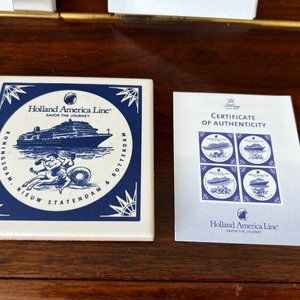 Holland America Line
SAVOR THE JOURNEY
KONINGSDAM, NIEUW STATENDAM & ROTTERDAM
CERTIFICATE
OF AUTHENTICITY
Holland America Line
SAVOR THE JOURNEY